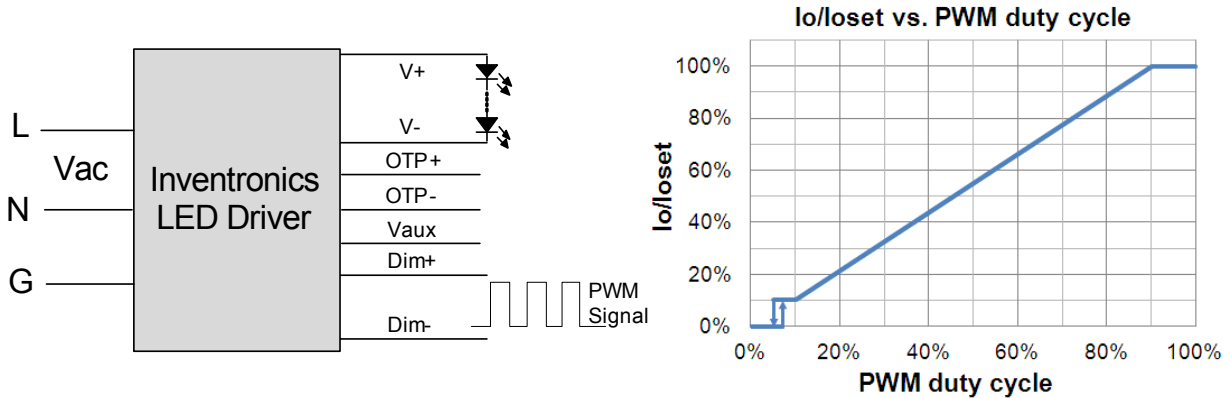 L
Vac
N
G
Inventronics
LED Driver
V+
V-
OTP+
OTP-
Vaux
Dim+
Dim-
PWM
Signal
Io/Ioset vs. PWM duty cycle
Io/Ioset
100%
80%
60%
40%
20%
0%
0% 20% 40% 60% 80% 100%
PWM duty cycle